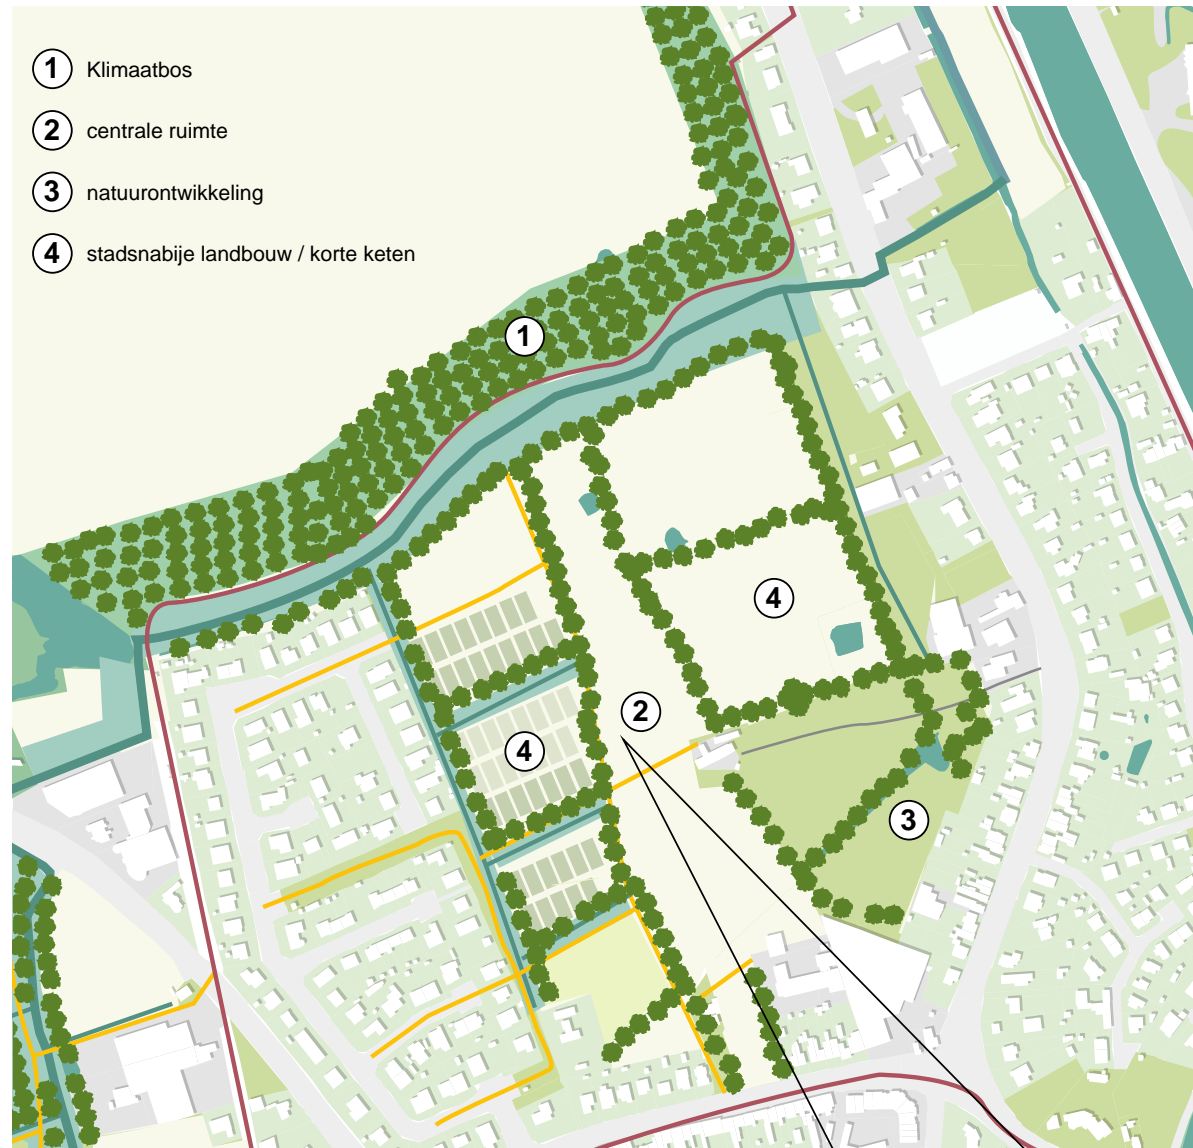 1 Klimaatbos
2 centrale ruimte
3 natuurontwikkeling
4 stadsnabije landbouw / korte keten
1
4
2
4
3